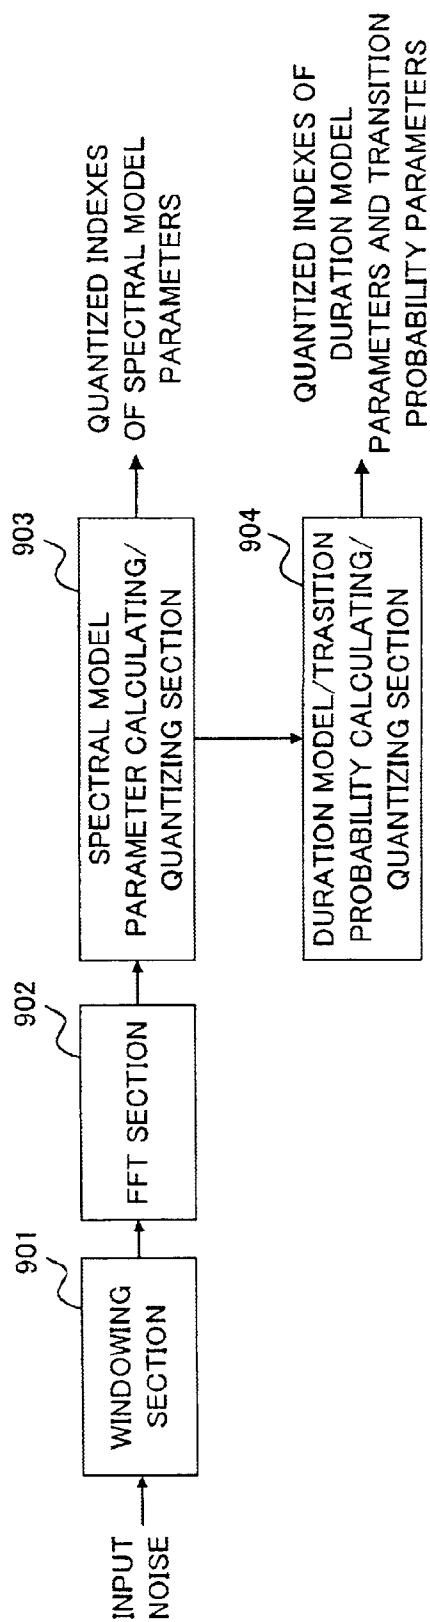 INPUT
NOISE
901
WINDOWING
SECTION
902
FFT SECTION
903
SPECTRAL MODEL
PARAMETER CALCULATING/
QUANTIZING SECTION
QUANTIZED INDEXES
OF SPECTRAL MODEL
PARAMETERS
904
DURATION MODEL/TRASITION
PROBABILITY CALCULATING/
QUANTIZING SECTION
QUANTIZED INDEXES OF
DURATION MODEL
PARAMETERS AND TRANSITION
PROBABILITY PARAMETERS